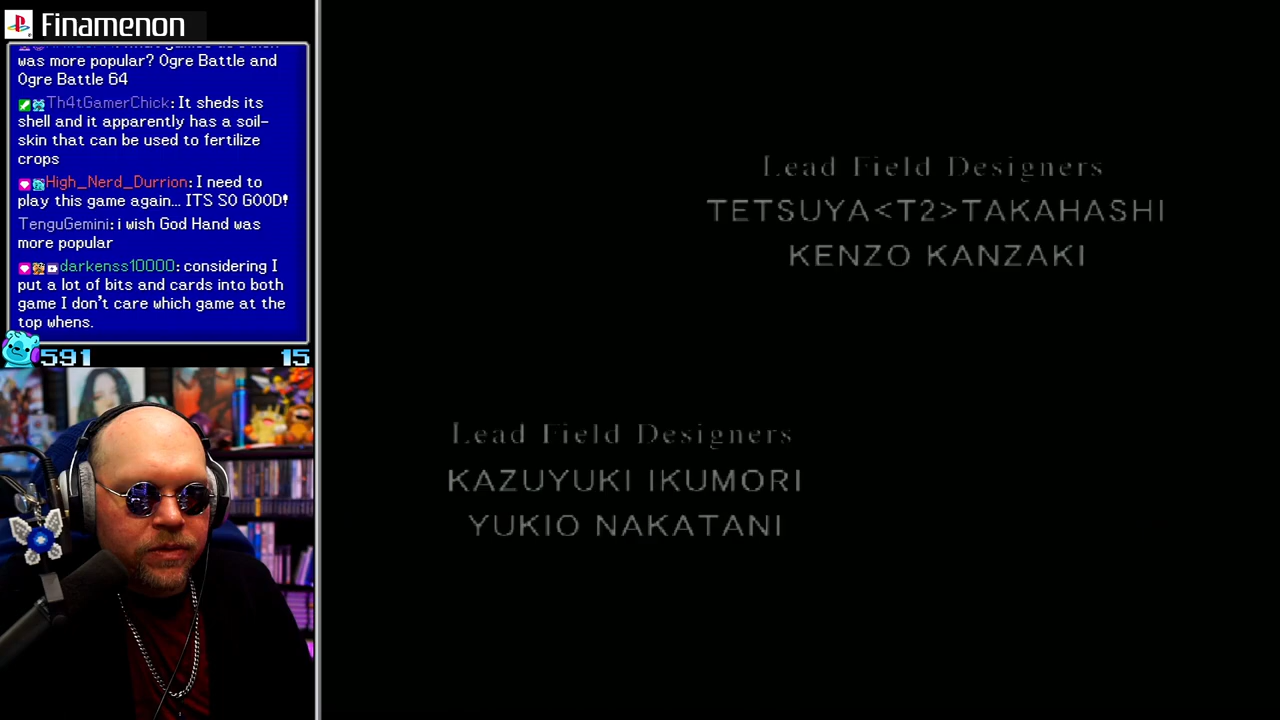 Finamenon
was more popular? Ogre Battle and
Ogre Battle 64
Th4tGamerChick: It sheds its
shell and it apparently has a soil-
skin that can be used to fertilize
crops
High_Nerd_Durrion: I need to
play this game again... ITS SO GOOD!
TenguGemini: i wish God Hand was
more popular
darkenss10000: considering I
put a lot of bits and cards into both
game I don't care which game at the
top whens.
591
15
Lead Field Designers
TETSUYA<T2>TAKAHASHI
KENZO KANZAKI
Lead Field Designers
KAZUYUKI IKUMORI
YUKIO NAKATANI